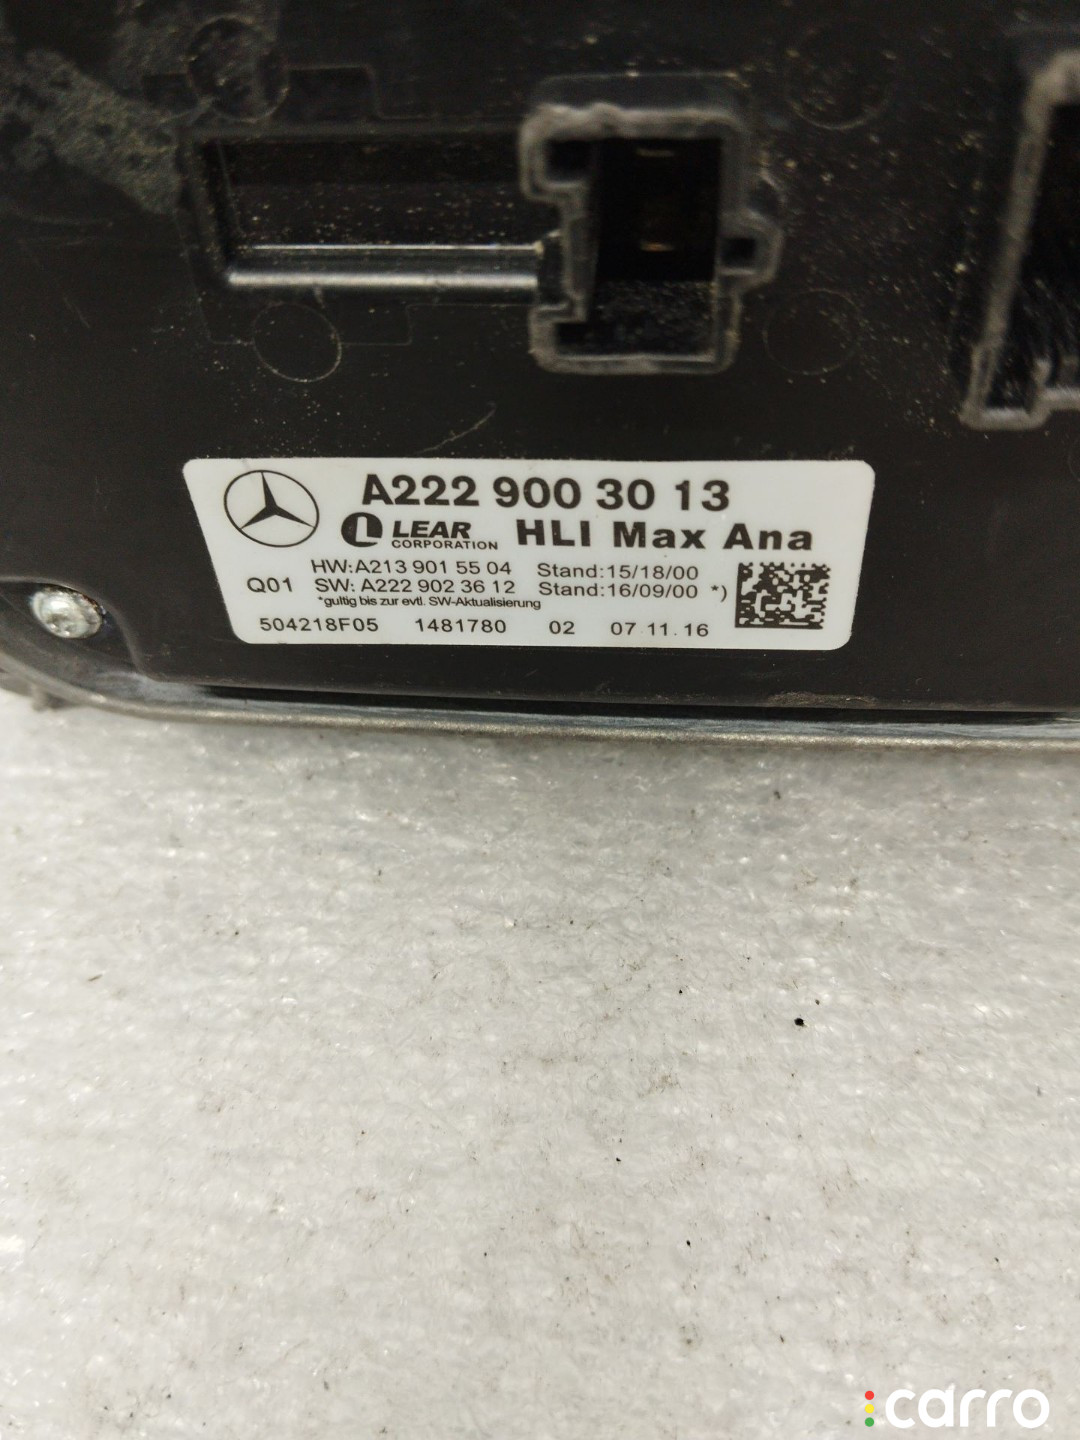 A222 900 30 13
LEAR CORPORATION HLI Max Ana
HW:A213 901 55 04 Stand:15/18/00
Q01 SW: A222 902 36 12 Stand:16/09/00 *)
*gultig bis zur evtl. SW-Aktualisierung
504218F05 1481780 02 07.11.16
carro